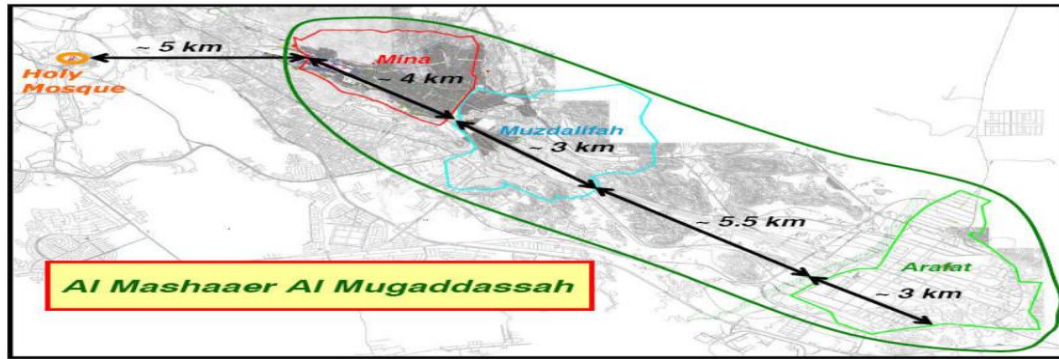 ~ 5 km
Holy
Mosque
Mina
~ 4 km
Muzdalifah
~ 3 km
~ 5.5 km
Arafat
~ 3 km
Al Mashaaer Al Mugaddassah